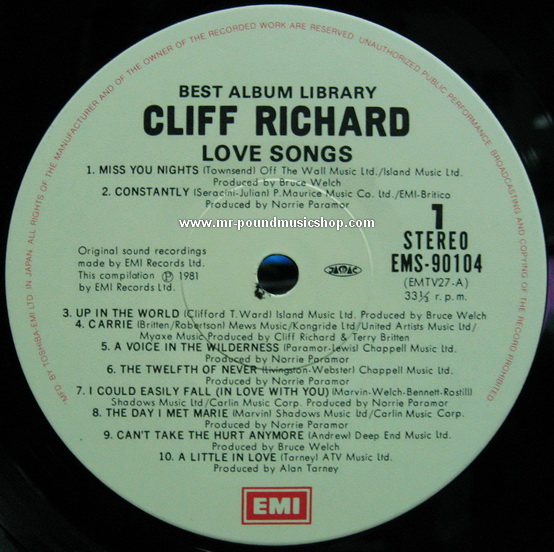 "MF'D BY TOSHIBA-EMI LTD. IN JAPAN. ALL RIGHTS OF THE MANUFACTURER AND OF THE OWNER OF THE RECORDED WORK ARE RESERVED. UNAUTHORIZED PUBLIC PERFORMANCE; BROADCASTING AND COPYING OF THE RECORD PROHIBITED."
BEST ALBUM LIBRARY
CLIFF RICHARD
LOVE SONGS
1. MISS YOU NIGHTS (Townsend) Off The Wall Music Ltd./Island Music Ltd.
Produced by Bruce Welch
2. CONSTANTLY (Seracini-Julian) P.Maurice Music Co. Ltd./EMI-Britico
Produced by Norrie Paramor
www.mr-poundmusicshop.com
Original sound recordings
made by EMI Records Ltd.
This compilation ℗ 1981
by EMI Records Ltd.
JASRAC
1
STEREO
EMS-90104
(EMTV27-A)
33⅓ r.p.m.
3. UP IN THE WORLD (Clifford T. Ward) Island Music Ltd. Produced by Bruce Welch
4. CARRIE (Britten/Robertson) Mews Music/Kongride Ltd/United Artists Music Ltd/
Myaxe Music Produced by Cliff Richard & Terry Britten
5. A VOICE IN THE WILDERNESS (Paramor-Lewis) Chappell Music Ltd.
Produced by Norrie Paramor
6. THE TWELFTH OF NEVER (Livingston-Webster) Chappell Music Ltd.
Produced by Norrie Paramor
7. I COULD EASILY FALL (IN LOVE WITH YOU) (Marvin-Welch-Bennett-Rostill)
Shadows Music Ltd/Carlin Music Corp. Produced by Norrie Paramor
8. THE DAY I MET MARIE (Marvin) Shadows Music Ltd/Carlin Music Corp.
Produced by Norrie Paramor
9. CAN'T TAKE THE HURT ANYMORE (Andrew) Deep End Music Ltd.
Produced by Bruce Welch
10. A LITTLE IN LOVE (Tarney) ATV Music Ltd.
Produced by Alan Tarney
EMI